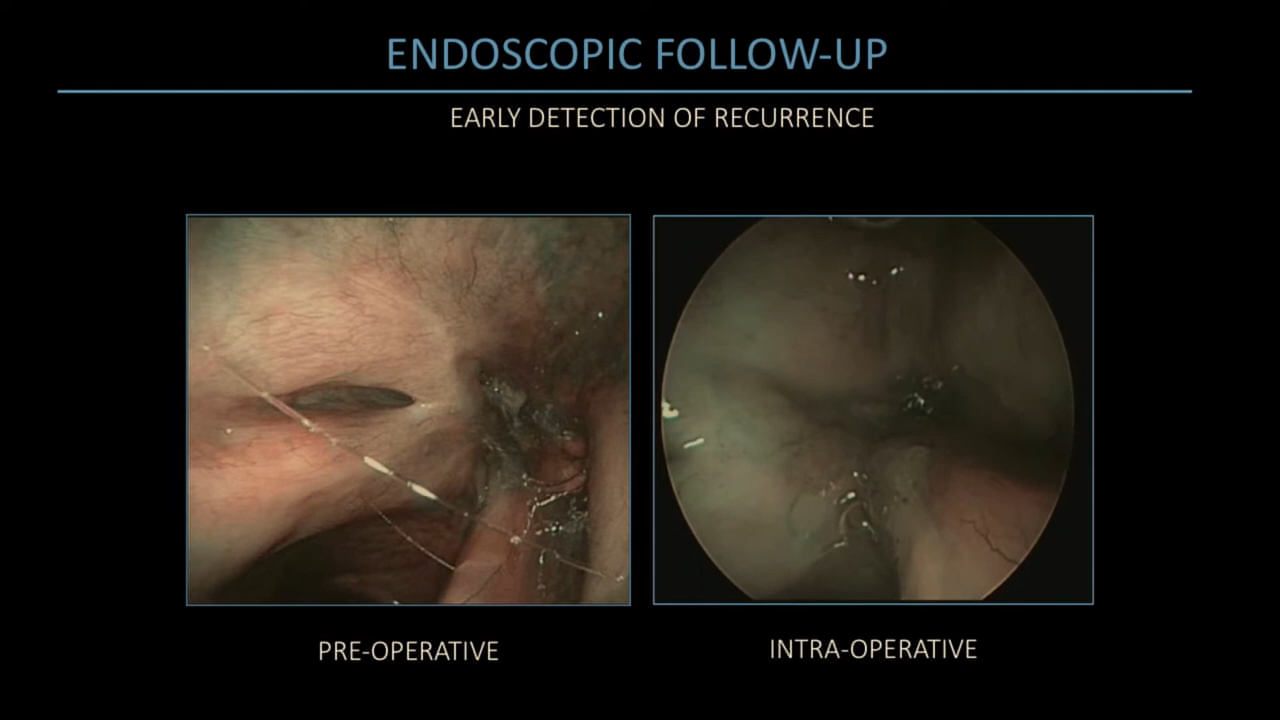 ENDOSCOPIC FOLLOW-UP
EARLY DETECTION OF RECURRENCE
PRE-OPERATIVE
INTRA-OPERATIVE